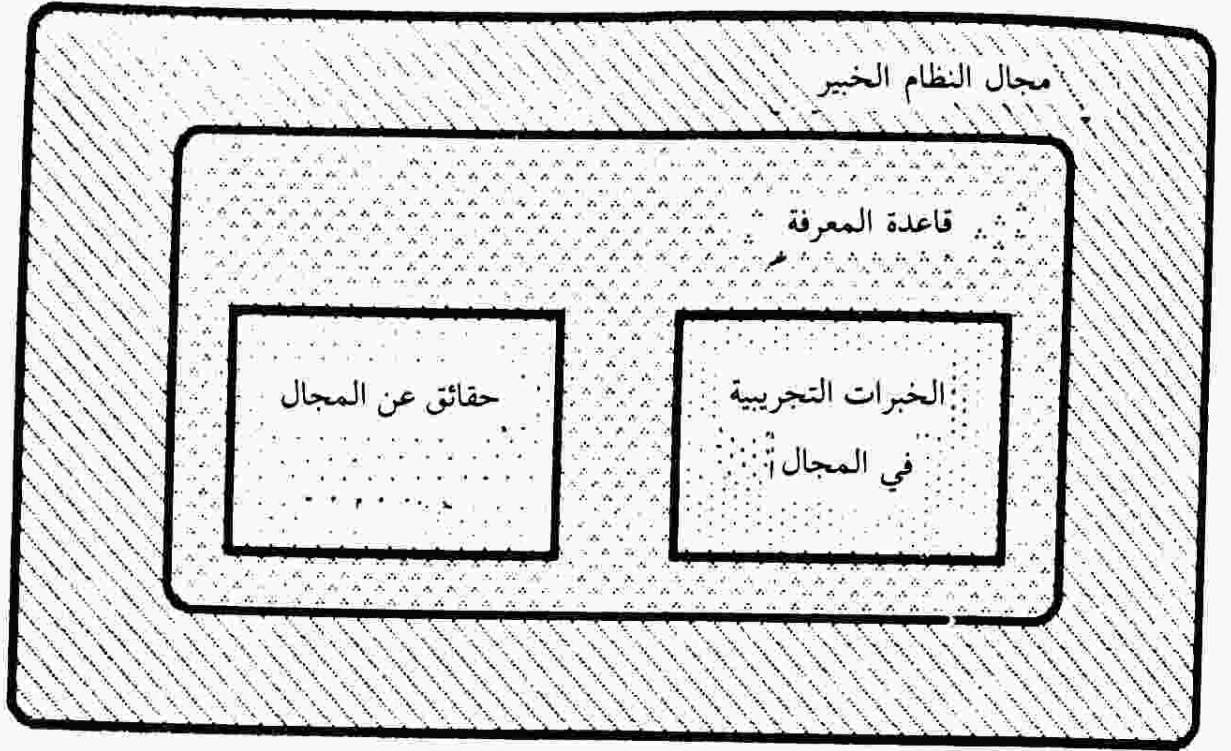 مجال النظام الخبير
قاعدة المعرفة
الخبرات التجريبية
في المجال
حقائق عن المجال